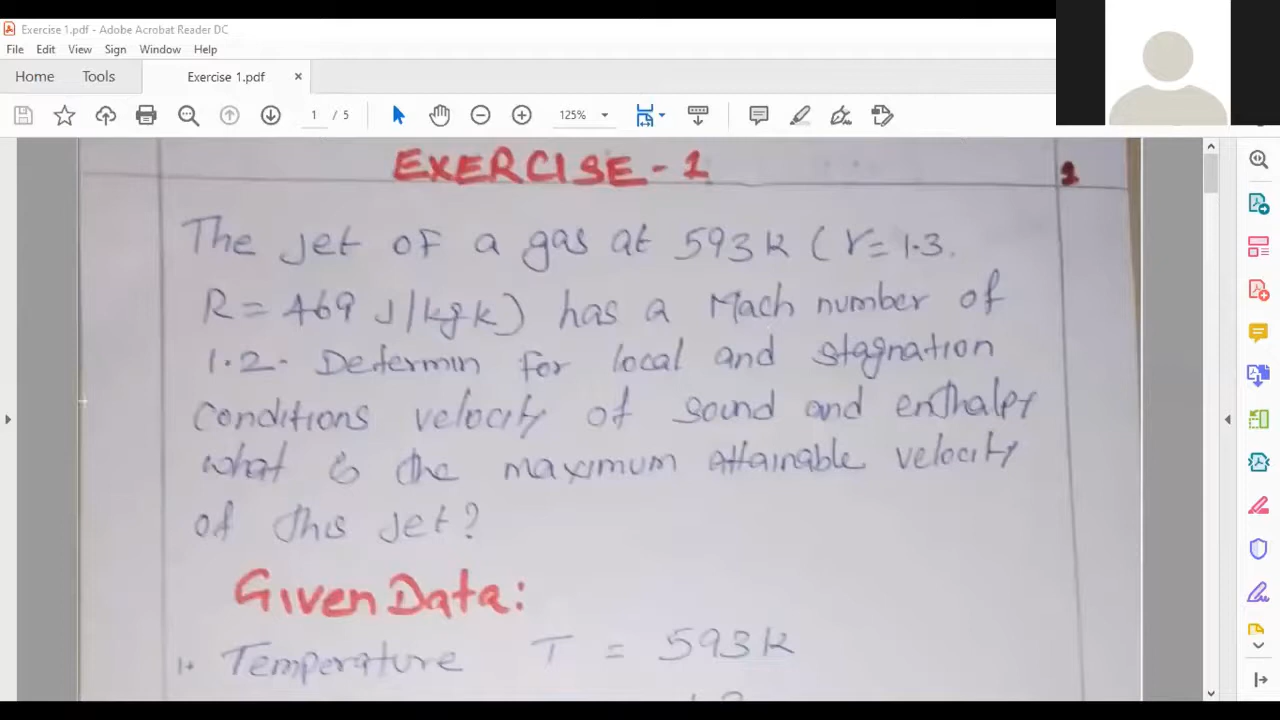 Exercise 1.pdf - Adobe Acrobat Reader DC
File Edit View Sign Window Help
Home Tools Exercise 1.pdf ×
1 / 5 125%
EXERCISE-1 1
The jet of a gas at 593k (γ=1.3.
R = 469 J/kgk) has a Mach number of
1.2. Determin for local and stagnation
conditions velocity of sound and enthalpy
what is the maximum attainable velocity
of this jet?
Given Data:
1. Temperature T = 593k